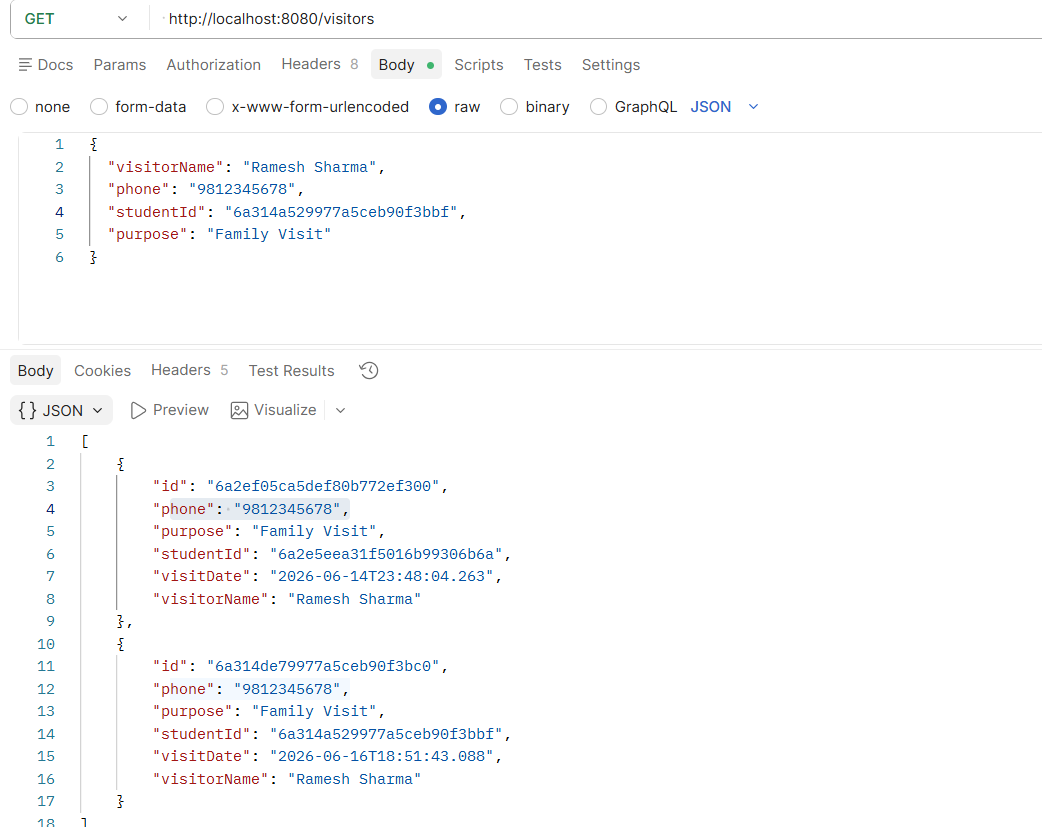 GET http://localhost:8080/visitors
Docs Params Authorization Headers 8 Body Scripts Tests Settings
none form-data x-www-form-urlencoded raw binary GraphQL JSON
1 {
2 "visitorName": "Ramesh Sharma",
3 "phone": "9812345678",
4 "studentId": "6a314a529977a5ceb90f3bbf",
5 "purpose": "Family Visit"
6 }
Body Cookies Headers 5 Test Results
{} JSON Preview Visualize
1 [
2 {
3 "id": "6a2ef05ca5def80b772ef300",
4 "phone": "9812345678",
5 "purpose": "Family Visit",
6 "studentId": "6a2e5eea31f5016b99306b6a",
7 "visitDate": "2026-06-14T23:48:04.263",
8 "visitorName": "Ramesh Sharma"
9 },
10 {
11 "id": "6a314de79977a5ceb90f3bc0",
12 "phone": "9812345678",
13 "purpose": "Family Visit",
14 "studentId": "6a314a529977a5ceb90f3bbf",
15 "visitDate": "2026-06-16T18:51:43.088",
16 "visitorName": "Ramesh Sharma"
17 }
18 ]